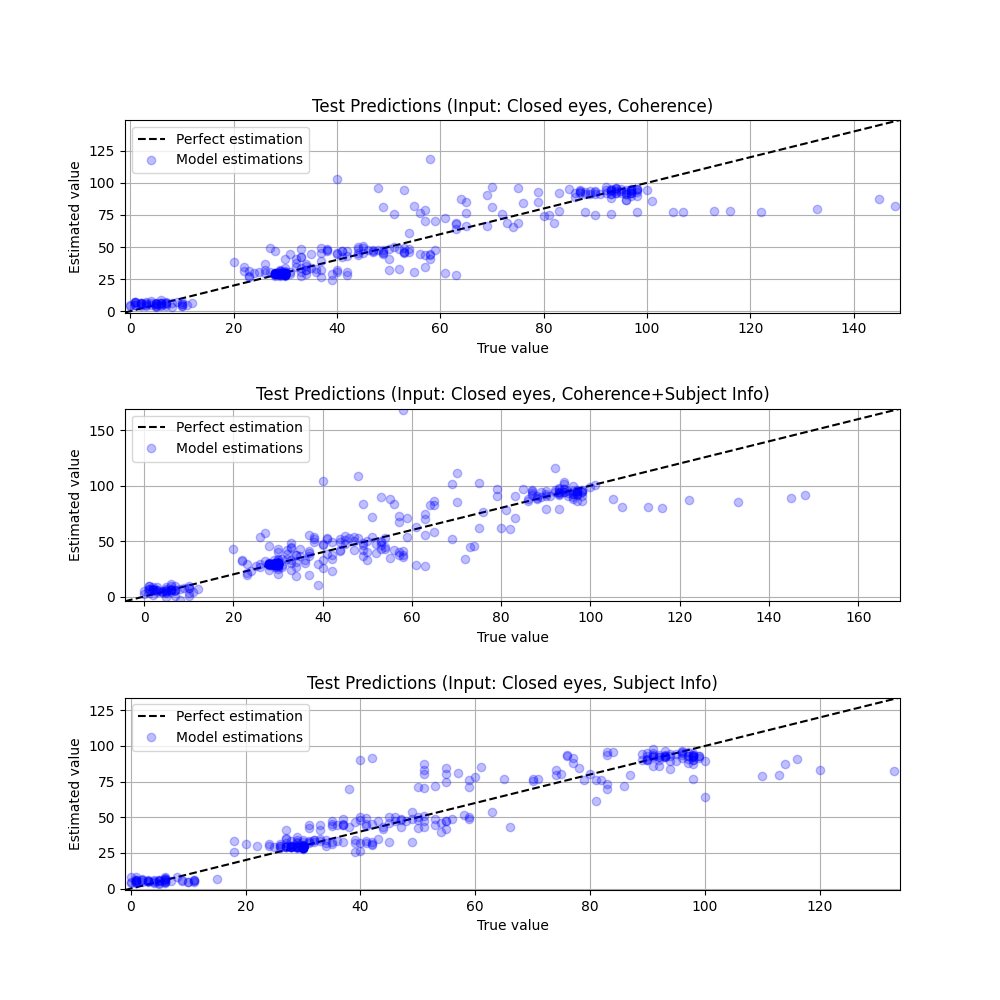 Test Predictions (Input: Closed eyes, Coherence)
Perfect estimation
Model estimations
Estimated value
125
100
75
50
25
0
0 20 40 60 80 100 120 140
True value
Test Predictions (Input: Closed eyes, Coherence+Subject Info)
Perfect estimation
Model estimations
Estimated value
150
100
50
0
0 20 40 60 80 100 120 140 160
True value
Test Predictions (Input: Closed eyes, Subject Info)
Perfect estimation
Model estimations
Estimated value
125
100
75
50
25
0
0 20 40 60 80 100 120
True value